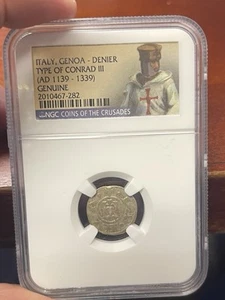 ITALY, GENOA - DENIER
TYPE OF CONRAD III
(AD 1139 - 1339)
GENUINE
2010467-282
NGC COINS OF THE CRUSADES